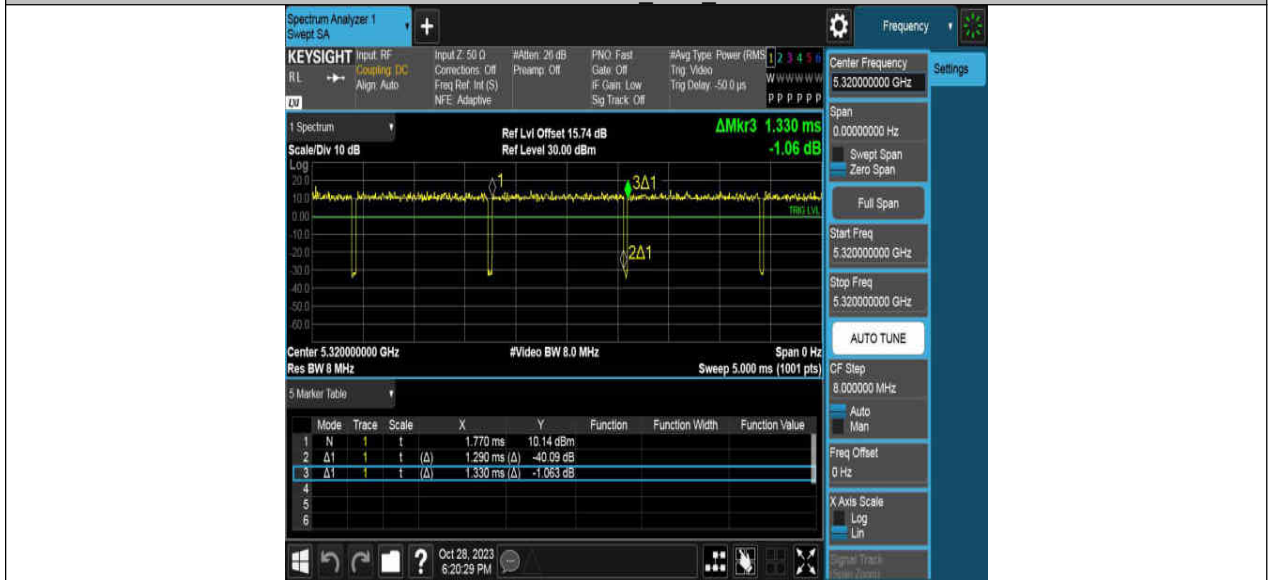 Spectrum Analyzer 1
Swept SA
+
Frequency
KEYSIGHT
RL
Input: RF
Coupling: DC
Align: Auto
Input Z: 50 Ω
Corrections: Off
Freq Ref: Int (S)
NFE: Adaptive
#Atten: 26 dB
Preamp: Off
PNO: Fast
Gate: Off
IF Gain: Low
Sig Track: Off
#Avg Type: Power (RMS
Trig: Video
Trig Delay: -50.0 µs
1 2 3 4 5 6
W W W W W W
P P P P P P
1 Spectrum
Scale/Div 10 dB
Ref Lvl Offset 15.74 dB
Ref Level 30.00 dBm
ΔMkr3 1.330 ms
-1.06 dB
Log
20.0
10.0
0.00
-10.0
-20.0
-30.0
-40.0
-50.0
-60.0
1
3Δ1
2Δ1
TRIG LVL
Center 5.320000000 GHz
Res BW 8 MHz
#Video BW 8.0 MHz
Span 0 Hz
Sweep 5.000 ms (1001 pts)
5 Marker Table
Mode Trace Scale X Y Function Function Width Function Value
1 N 1 t 1.770 ms 10.14 dBm
2 Δ1 1 t (Δ) 1.290 ms (Δ) -40.09 dB
3 Δ1 1 t (Δ) 1.330 ms (Δ) -1.063 dB
4
5
6
?
Oct 28, 2023
6:20:29 PM
Center Frequency
5.320000000 GHz
Settings
Span
0.00000000 Hz
Swept Span
Zero Span
Full Span
Start Freq
5.320000000 GHz
Stop Freq
5.320000000 GHz
AUTO TUNE
CF Step
8.000000 MHz
Auto
Man
Freq Offset
0 Hz
X Axis Scale
Log
Lin
Signal Track
(Span Zoom)